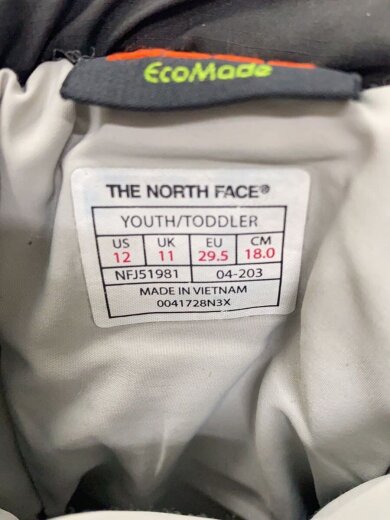 EcoMade
THE NORTH FACE®
YOUTH/TODDLER
US UK EU CM
12 11 29.5 18.0
NFJ51981 04-203
MADE IN VIETNAM
0041728N3X